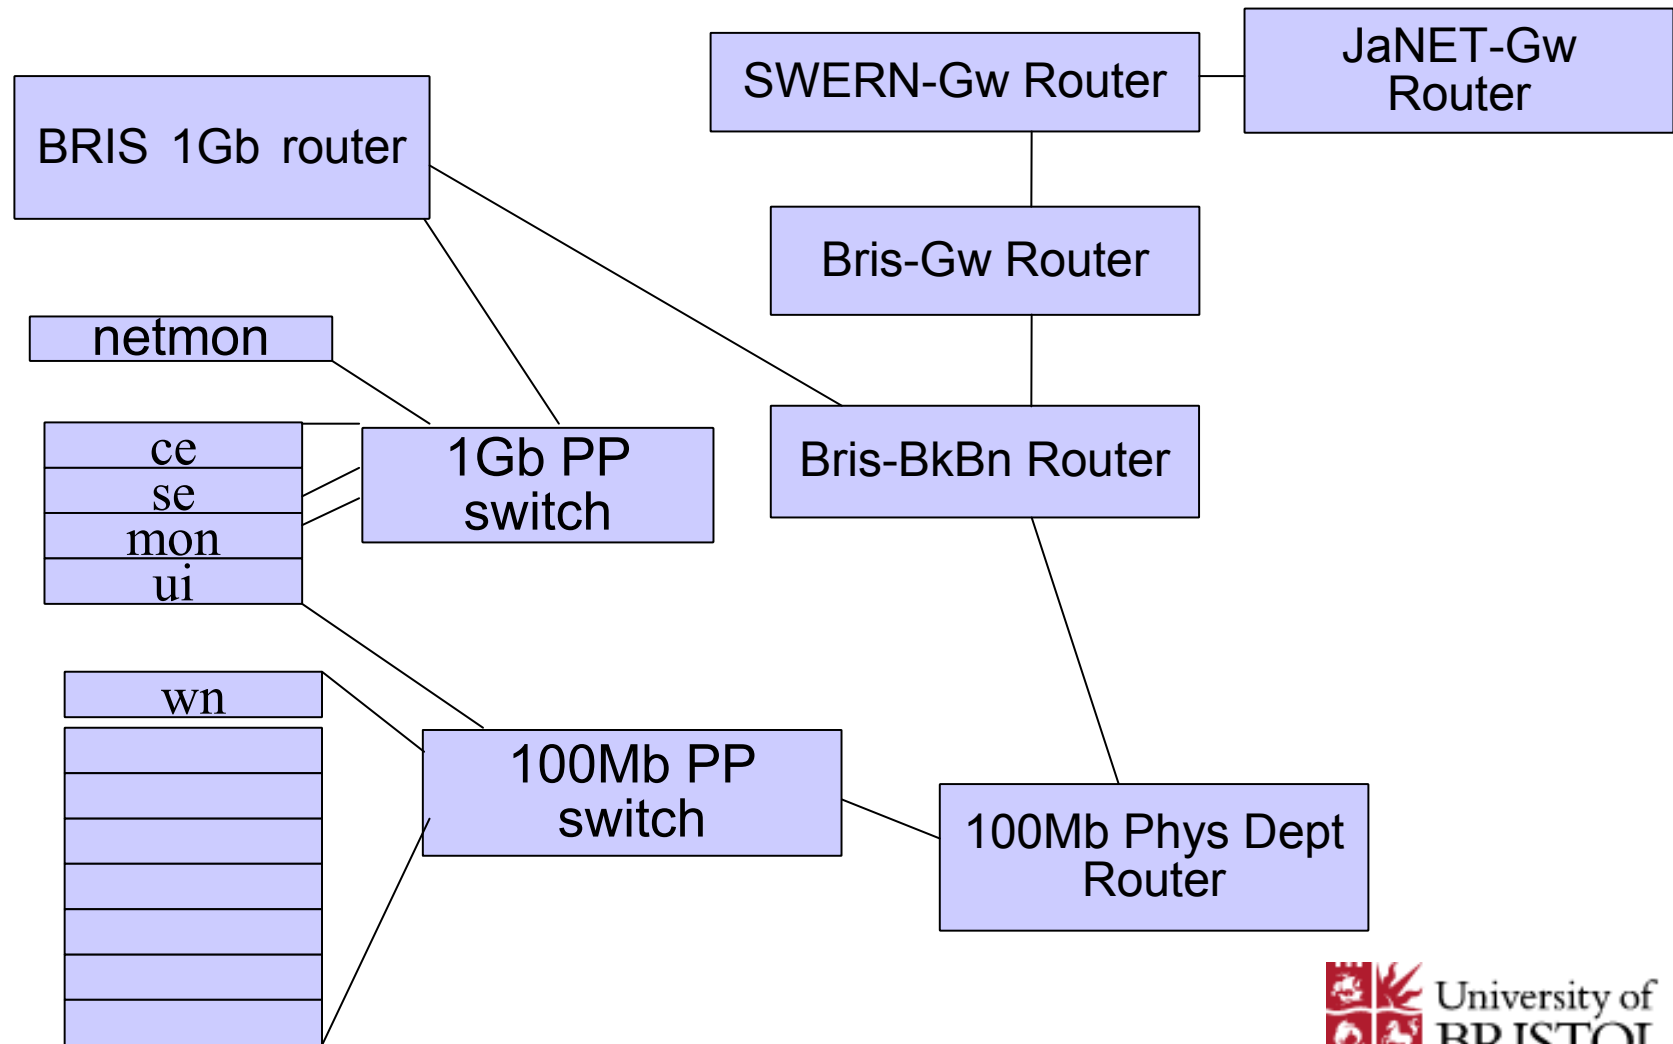 JaNET-Gw
Router
SWERN-Gw Router
BRIS 1Gb router
Bris-Gw Router
netmon
ce
se
mon
ui
1Gb PP
switch
Bris-BkBn Router
wn
100Mb PP
switch
100Mb Phys Dept
Router
University of
BRISTOL